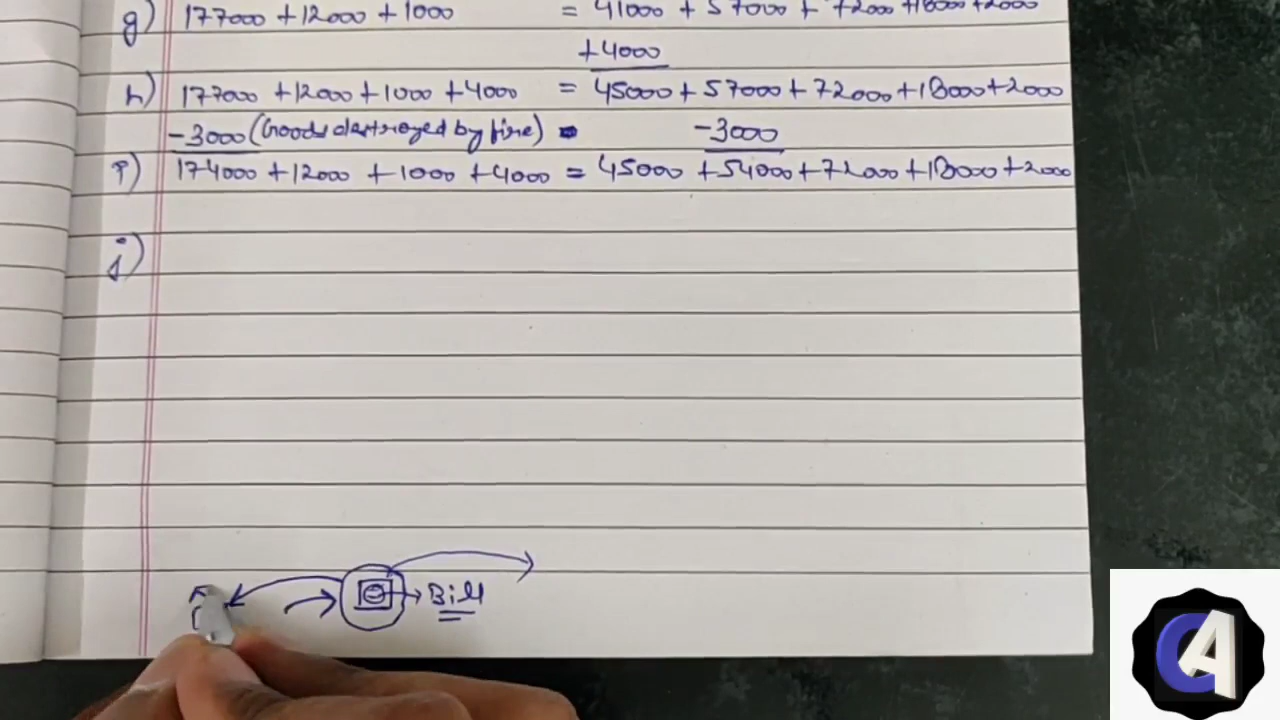 g) 177000 + 12000 + 1000 = 41000 + 57000 + 72000 + 18000 + 2000
+4000
h) 177000 + 12000 + 1000 + 4000 = 45000 + 57000 + 72000 + 18000 + 2000
-3000 (Goods destroyed by fire) -3000
i) 174000 + 12000 + 1000 + 4000 = 45000 + 54000 + 72000 + 18000 + 2000
j)
Bill
CA